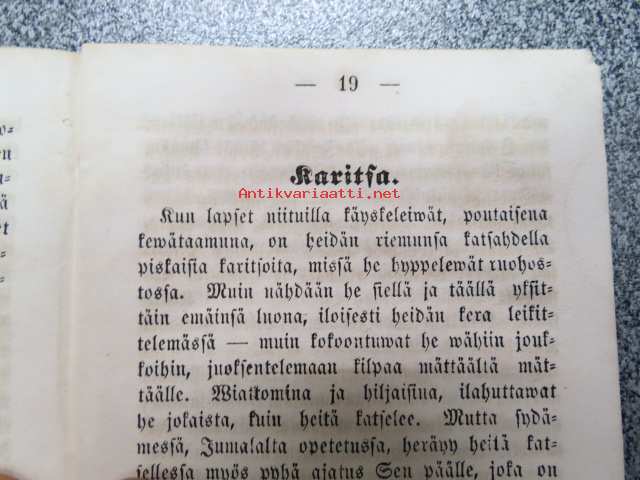 — 19 —
Karitsa.
Antikvariaatti.net
Kun lapset niituilla käyskeleiwät, poutaisena
kewätaamuna, on heidän riemunsa katsahdella
piskaisia karitsoita, missä he hyppelewät ruohos-
tossa. Muin nähdään he siellä ja täällä yksit-
täin emäinsä luona, iloisesti heidän kera leikit-
telemässä — muin kokoontuwat he wähiin jouk-
koihin, juoksentelemaan kilpaa mättäältä mät-
täälle. Wiattomina ja hiljaisina, ilahuttawat
he jokaista, kuin heitä katselee. Mutta sydä-
messä, Jumalalta opetetussa, herääpi heitä kat-
sellessa myös pyhä ajatus Sen päälle, joka on